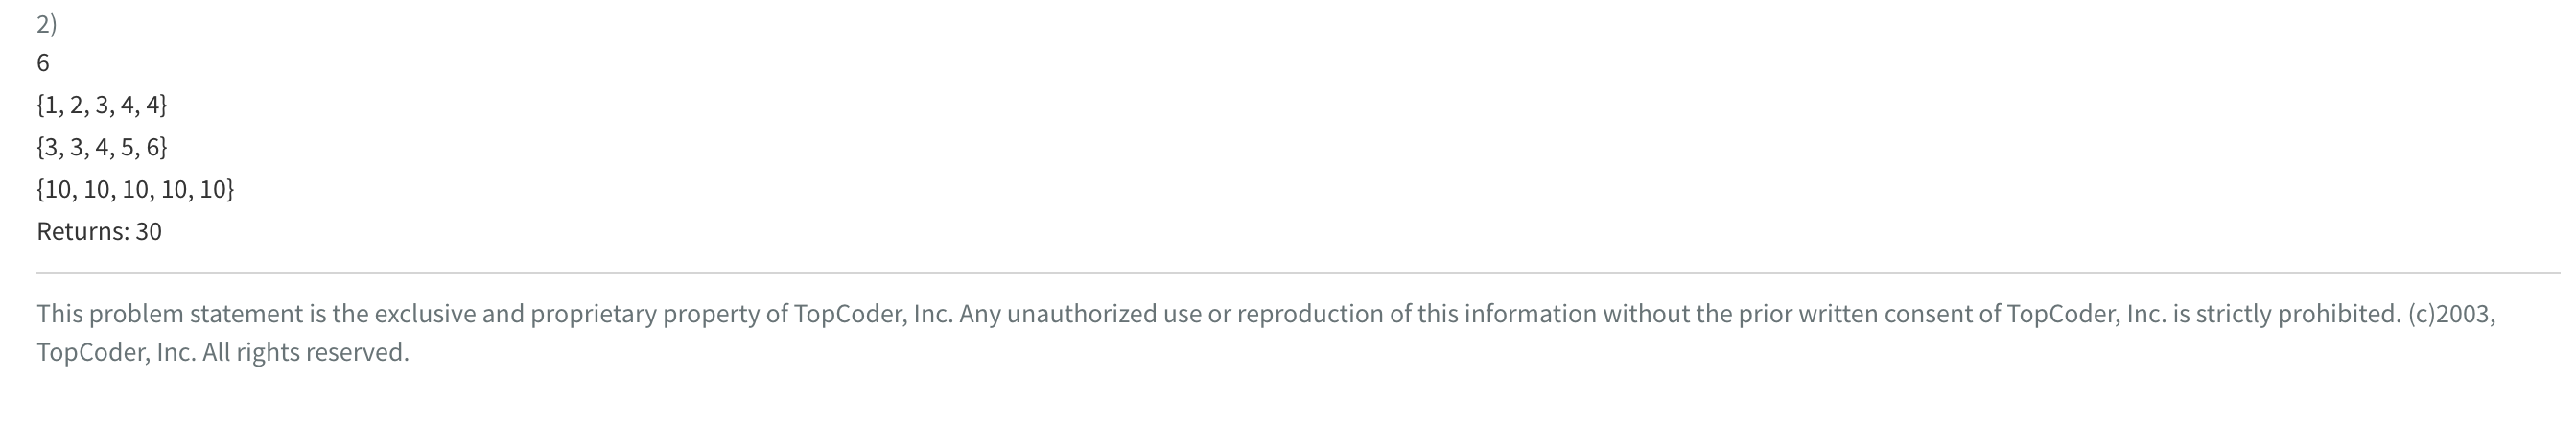 2)
6
{1, 2, 3, 4, 4}
{3, 3, 4, 5, 6}
{10, 10, 10, 10, 10}
Returns: 30
This problem statement is the exclusive and proprietary property of TopCoder, Inc. Any unauthorized use or reproduction of this information without the prior written consent of TopCoder, Inc. is strictly prohibited. (c)2003,
TopCoder, Inc. All rights reserved.